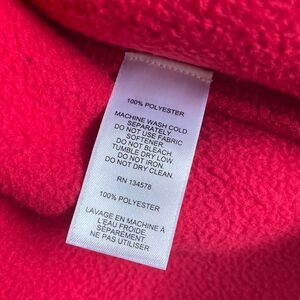 100% POLYESTER
MACHINE WASH COLD.
SEPARATELY.
DO NOT USE FABRIC
SOFTENER.
DO NOT BLEACH.
TUMBLE DRY LOW.
DO NOT IRON.
DO NOT DRY CLEAN.
RN 134578
100% POLYESTER
LAVAGE EN MACHINE À
L'EAU FROIDE.
SÉPARÉMENT.
NE PAS UTILISER